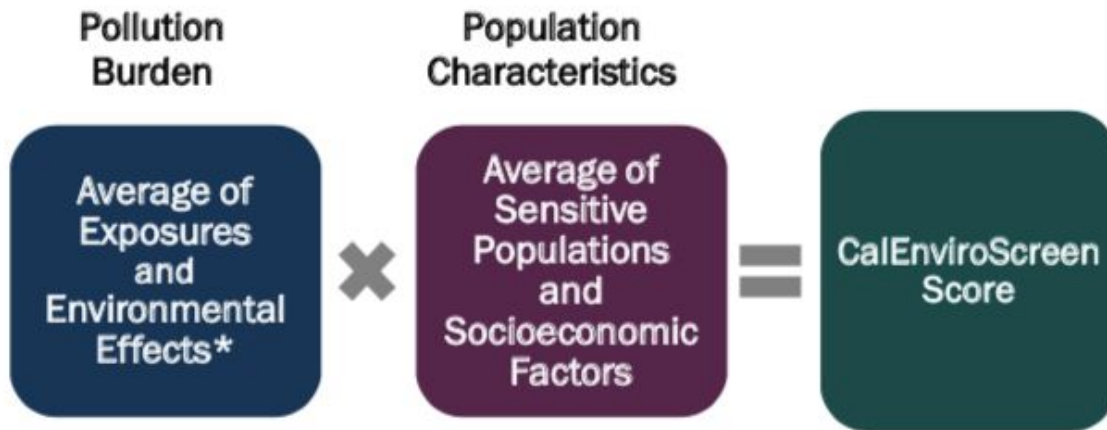 Pollution
Burden
Population
Characteristics
Average of
Exposures
and
Environmental
Effects*
Average of
Sensitive
Populations
and
Socioeconomic
Factors
CalEnviroScreen
Score